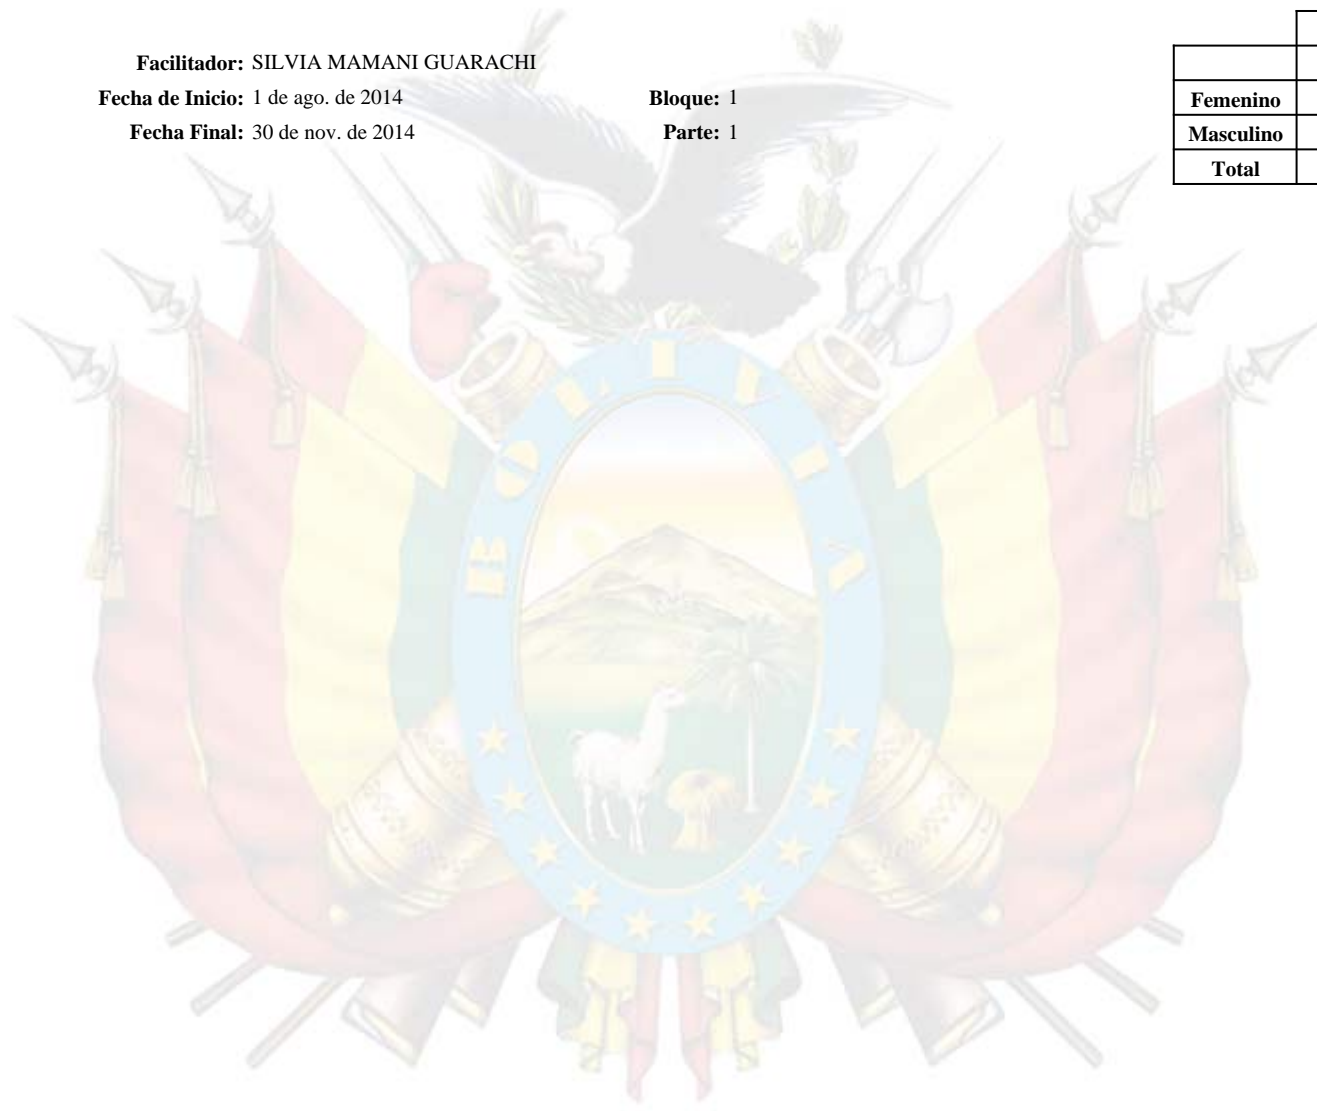 Facilitador: SILVIA MAMANI GUARACHI
Fecha de Inicio: 1 de ago. de 2014 Bloque: 1
Fecha Final: 30 de nov. de 2014 Parte: 1
Femenino
Masculino
Total
BOLIVIA